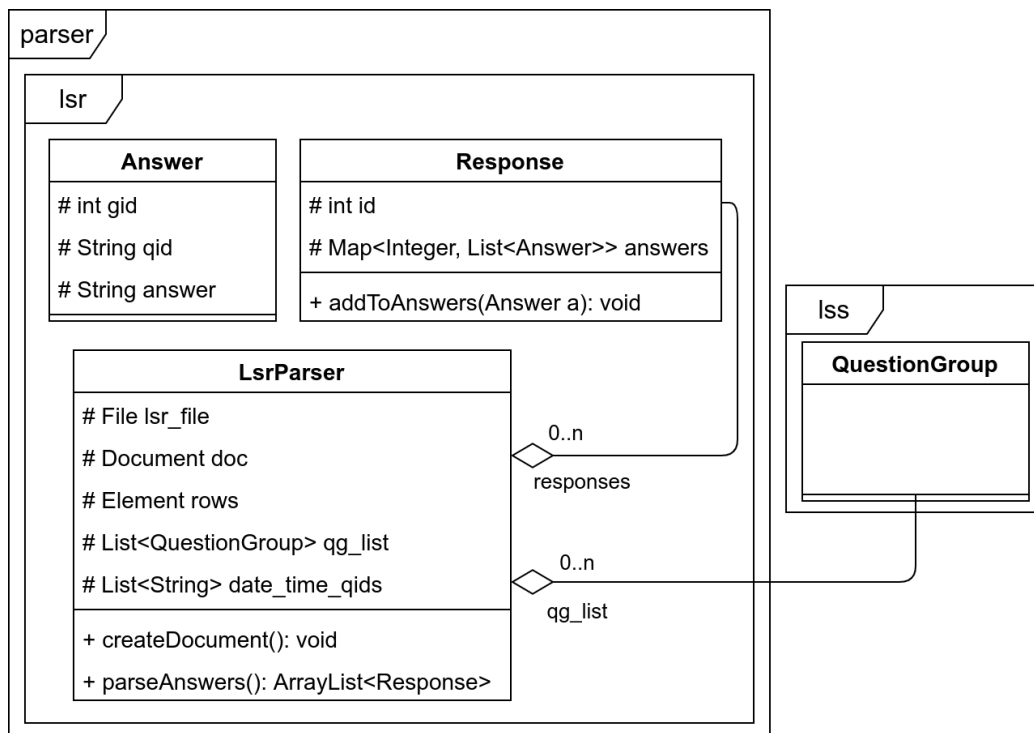 parser
lsr
Answer
# int gid
# String qid
# String answer
Response
# int id
# Map<Integer, List<Answer>> answers
+ addToAnswers(Answer a): void
LsrParser
# File lsr_file
# Document doc
# Element rows
# List<QuestionGroup> qg_list
# List<String> date_time_qids
+ createDocument(): void
+ parseAnswers(): ArrayList<Response>
0..n
responses
0..n
qg_list
lss
QuestionGroup